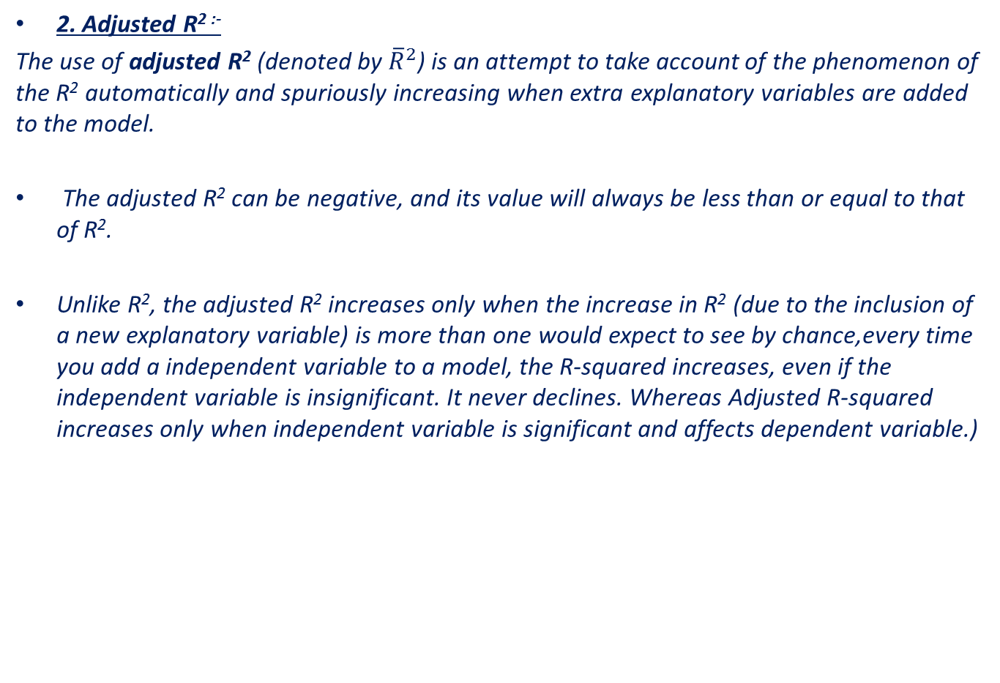 • 2. Adjusted R² :-
The use of adjusted R² (denoted by R̅²) is an attempt to take account of the phenomenon of
the R² automatically and spuriously increasing when extra explanatory variables are added
to the model.
• The adjusted R² can be negative, and its value will always be less than or equal to that
of R².
• Unlike R², the adjusted R² increases only when the increase in R² (due to the inclusion of
a new explanatory variable) is more than one would expect to see by chance,every time
you add a independent variable to a model, the R-squared increases, even if the
independent variable is insignificant. It never declines. Whereas Adjusted R-squared
increases only when independent variable is significant and affects dependent variable.)